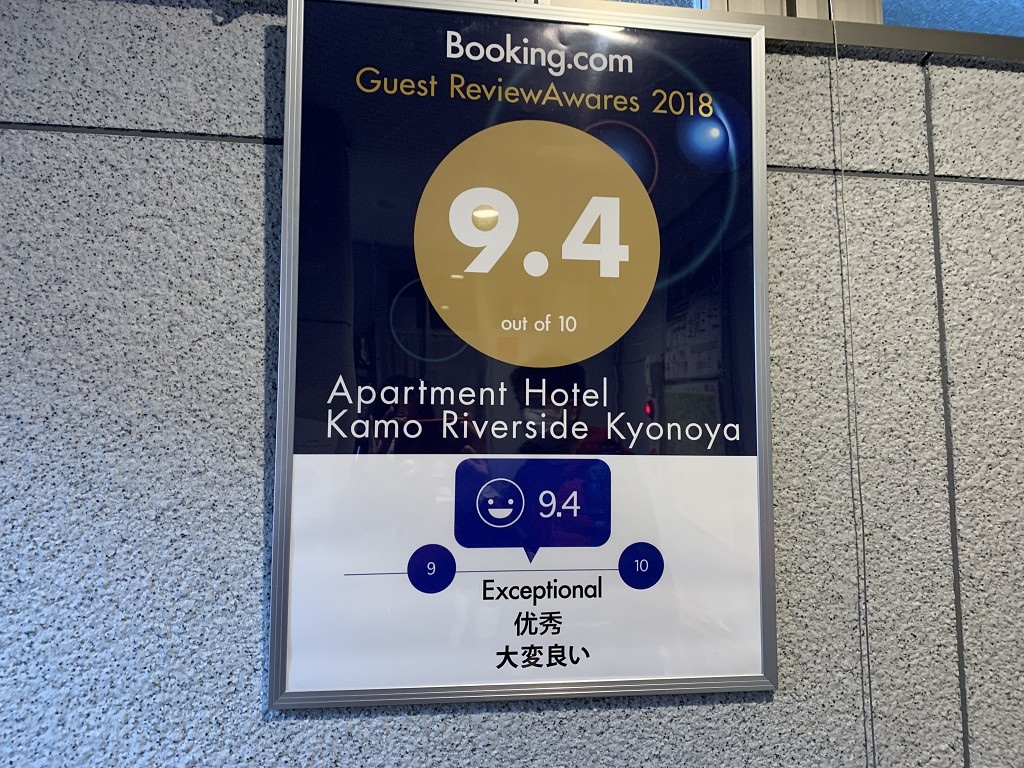 Booking.com
Guest ReviewAwares 2018
9.4
out of 10
Apartment Hotel
Kamo Riverside Kyonoya
9.4
9
10
Exceptional
优秀
大変良い